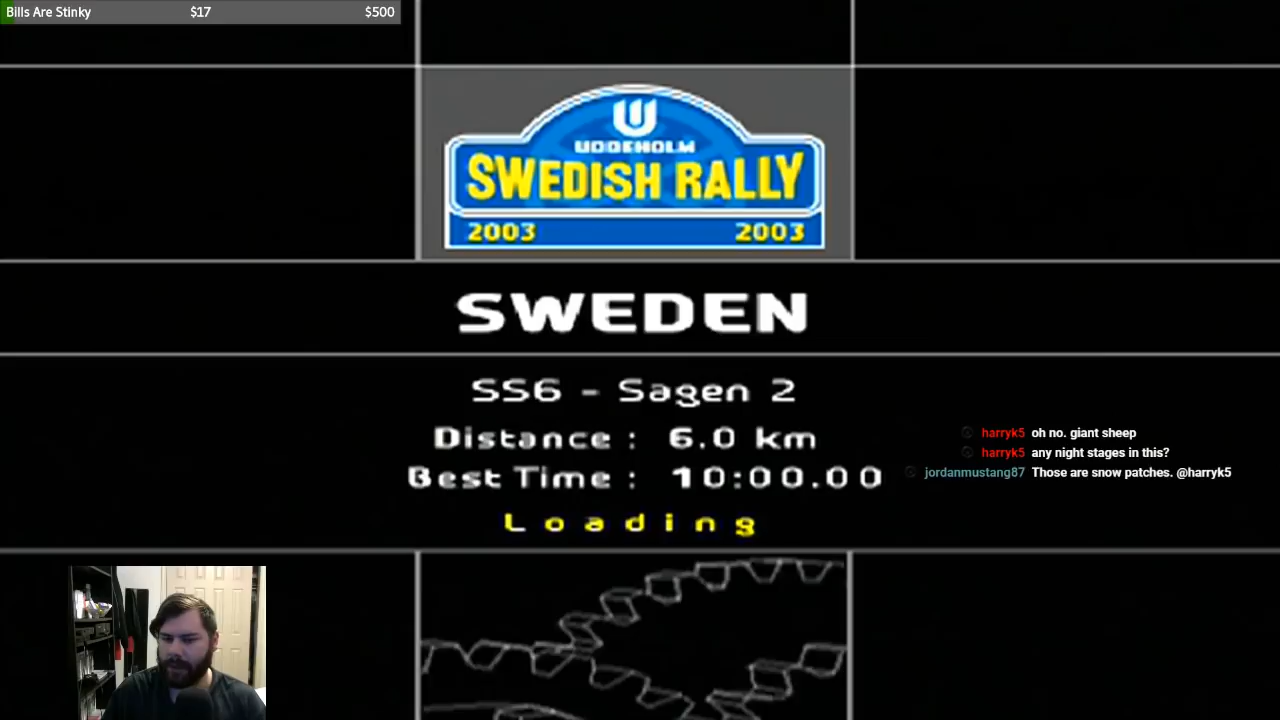 Bills Are Stinky $17 $500
UDDEHOLM
SWEDISH RALLY
2003 2003
SWEDEN
SS6 - Sagen 2
Distance : 6.0 km
Best Time : 10:00.00
Loading
harryk5 oh no. giant sheep
harryk5 any night stages in this?
jordanmustang87 Those are snow patches. @harryk5